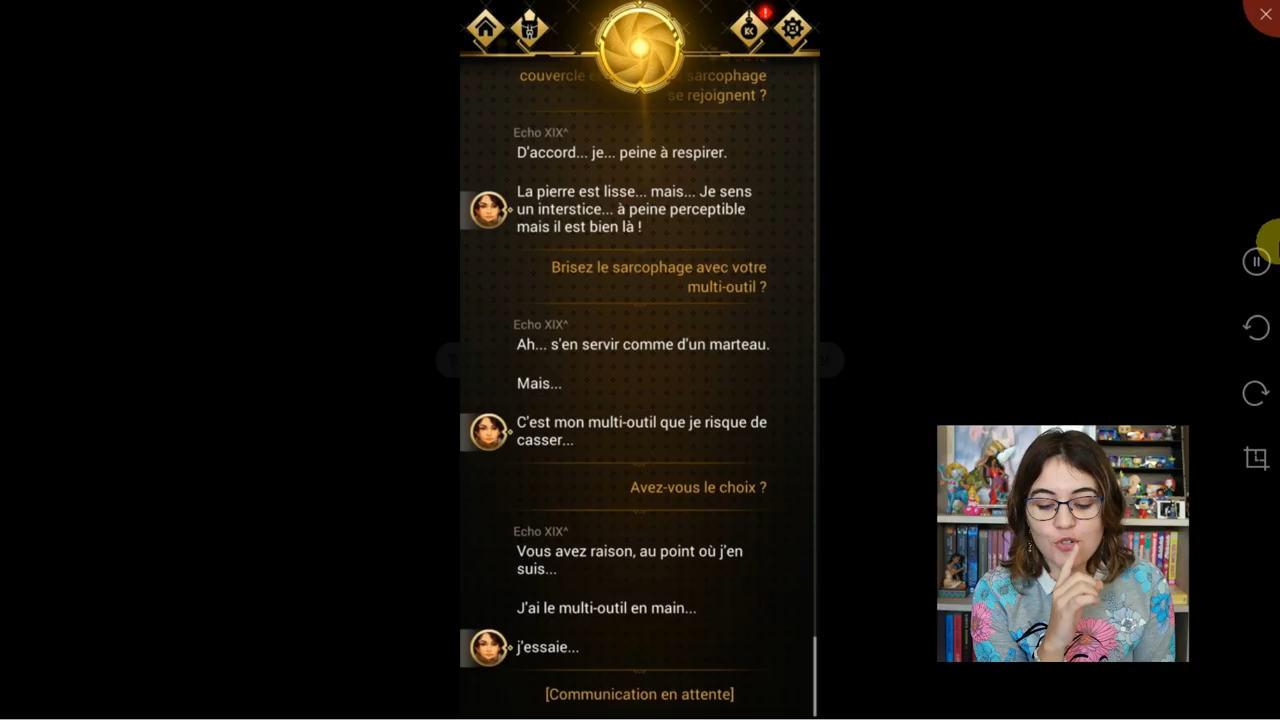 KC
!
couvercle sarcophage
se rejoignent ?
Echo XIX^
D'accord... je... peine à respirer.
La pierre est lisse... mais... Je sens
un interstice... à peine perceptible
mais il est bien là !
Brisez le sarcophage avec votre
multi-outil ?
Echo XIX^
Ah... s'en servir comme d'un marteau.
Mais...
C'est mon multi-outil que je risque de
casser...
Avez-vous le choix ?
Echo XIX^
Vous avez raison, au point où j'en
suis...
J'ai le multi-outil en main...
j'essaie...
[Communication en attente]